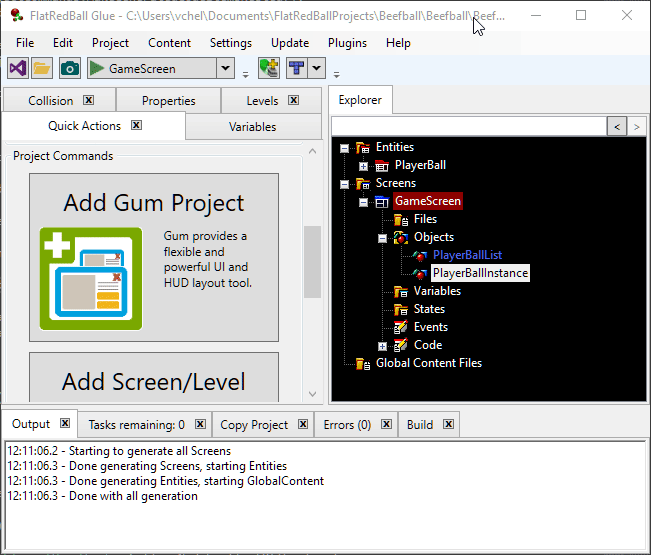 FlatRedBall Glue - C:\Users\vchel\Documents\FlatRedBallProjects\Beefball\Beefball\Beef...
File Edit Project Content Settings Update Plugins Help
GameScreen
Collision Properties Levels
Quick Actions Variables
Project Commands
Add Gum Project
Gum provides a
flexible and
powerful UI and
HUD layout tool.
Add Screen/Level
Explorer
< >
Entities
PlayerBall
Screens
GameScreen
Files
Objects
PlayerBallList
PlayerBallInstance
Variables
States
Events
Code
Global Content Files
Output Tasks remaining: 0 Copy Project Errors (0) Build
12:11:06.2 - Starting to generate all Screens
12:11:06.3 - Done generating Screens, starting Entities
12:11:06.3 - Done generating Entities, starting GlobalContent
12:11:06.3 - Done with all generation